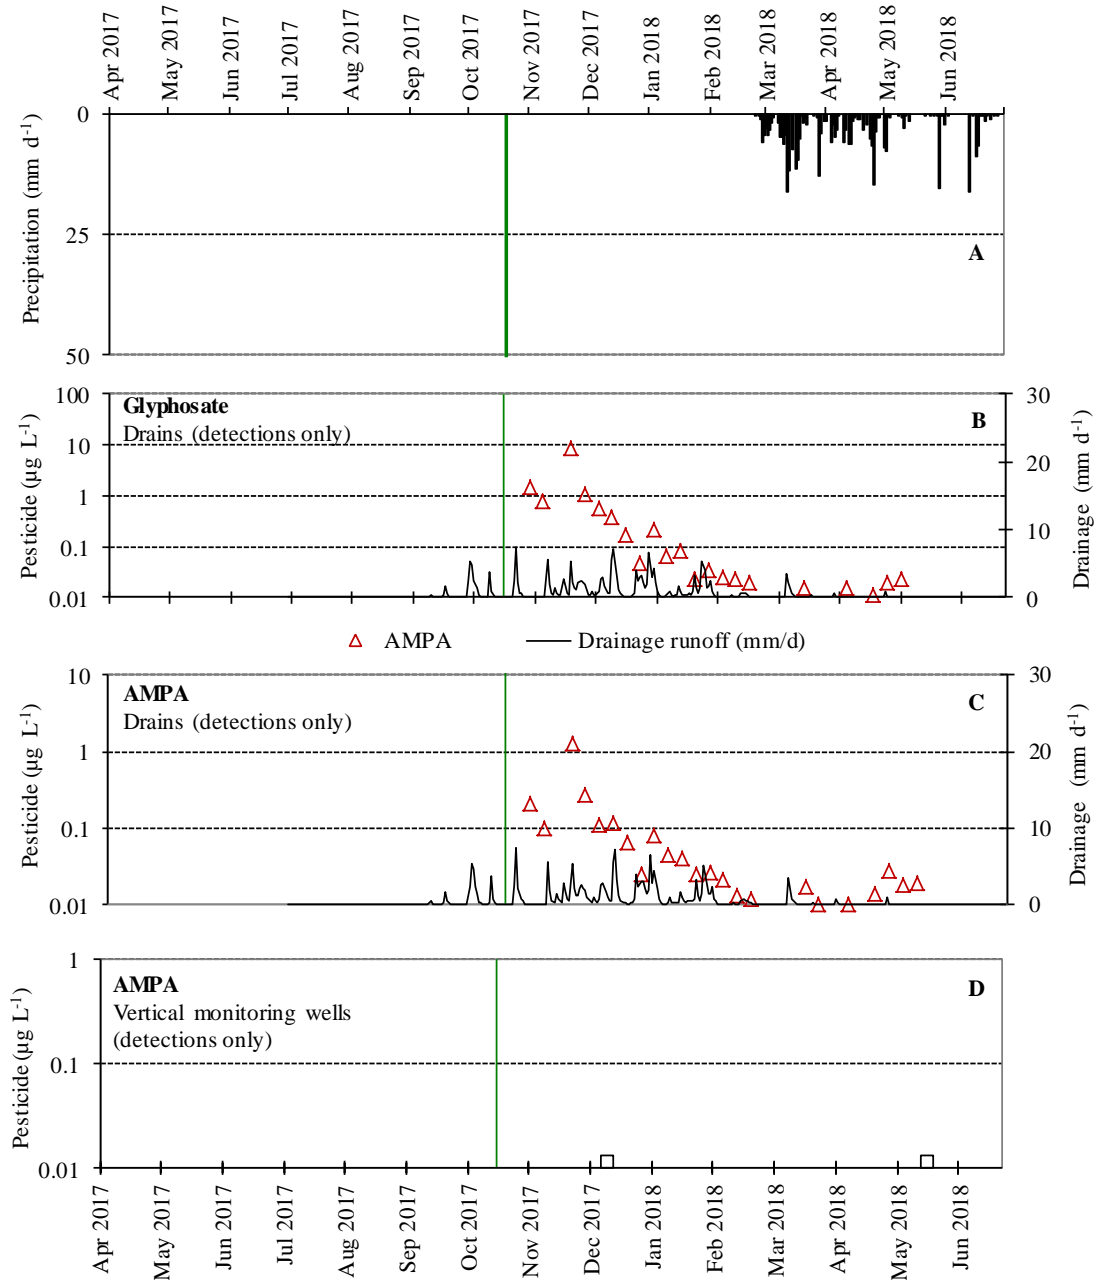 Apr 2017
May 2017
Jun 2017
Jul 2017
Aug 2017
Sep 2017
Oct 2017
Nov 2017
Dec 2017
Jan 2018
Feb 2018
Mar 2018
Apr 2018
May 2018
Jun 2018
Precipitation (mm d⁻¹)
0
25
50
A
Pesticide (µg L⁻¹)
100
10
1
0.1
0.01
Glyphosate
Drains (detections only)
B
30
20
10
0
Drainage (mm d⁻¹)
AMPA
Drainage runoff (mm/d)
Pesticide (µg L⁻¹)
10
1
0.1
0.01
AMPA
Drains (detections only)
C
30
20
10
0
Drainage (mm d⁻¹)
Pesticide (µg L⁻¹)
1
0.1
0.01
AMPA
Vertical monitoring wells
(detections only)
D
Apr 2017
May 2017
Jun 2017
Jul 2017
Aug 2017
Sep 2017
Oct 2017
Nov 2017
Dec 2017
Jan 2018
Feb 2018
Mar 2018
Apr 2018
May 2018
Jun 2018